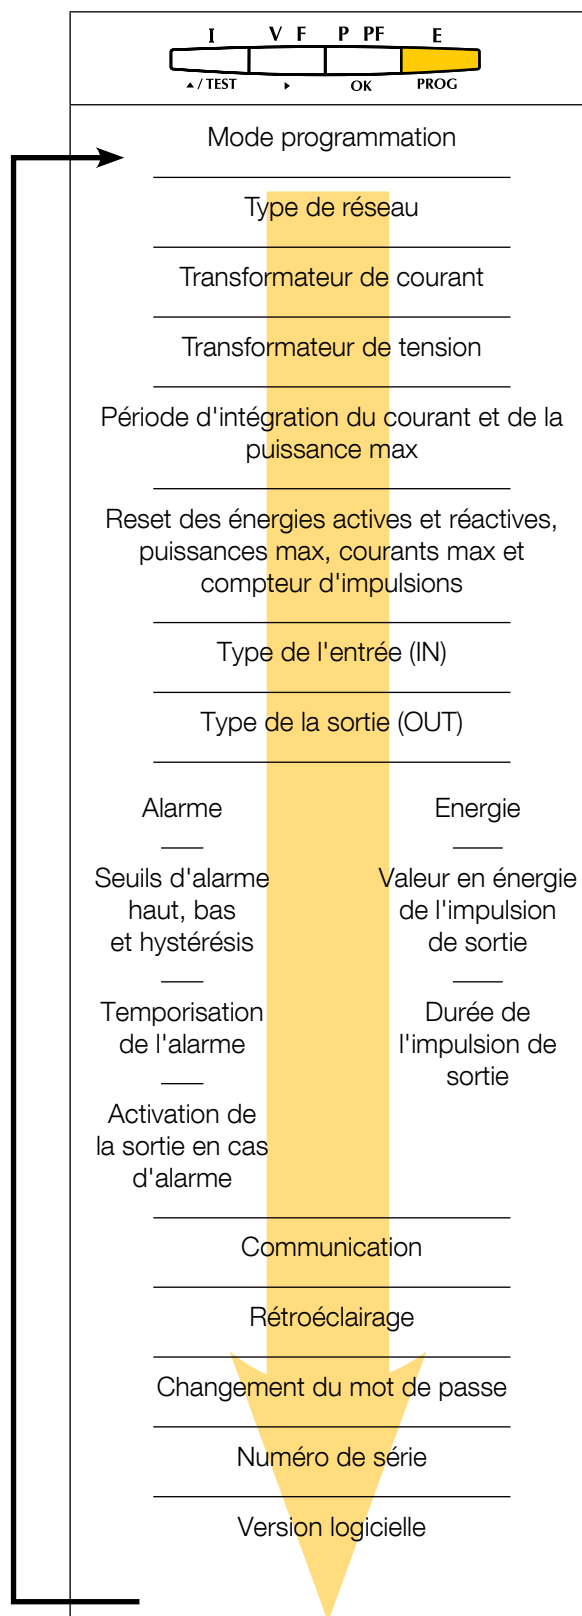 I V F P PF E
▲ / TEST ▶ OK PROG
Mode programmation
Type de réseau
Transformateur de courant
Transformateur de tension
Période d'intégration du courant et de la
puissance max
Reset des énergies actives et réactives,
puissances max, courants max et
compteur d'impulsions
Type de l'entrée (IN)
Type de la sortie (OUT)
Alarme
Seuils d'alarme
haut, bas
et hystérésis
Temporisation
de l'alarme
Activation de
la sortie en cas
d'alarme
Energie
Valeur en énergie
de l'impulsion
de sortie
Durée de
l'impulsion de
sortie
Communication
Rétroéclairage
Changement du mot de passe
Numéro de série
Version logicielle